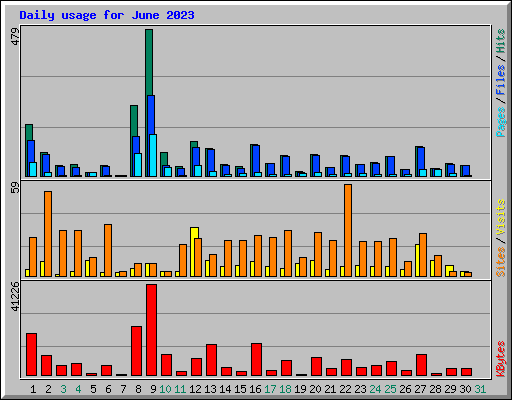 Daily usage for June 2023
479
59
41226
Pages / Files / Hits
Sites / Visits
KBytes
1 2 3 4 5 6 7 8 9 10 11 12 13 14 15 16 17 18 19 20 21 22 23 24 25 26 27 28 29 30 31